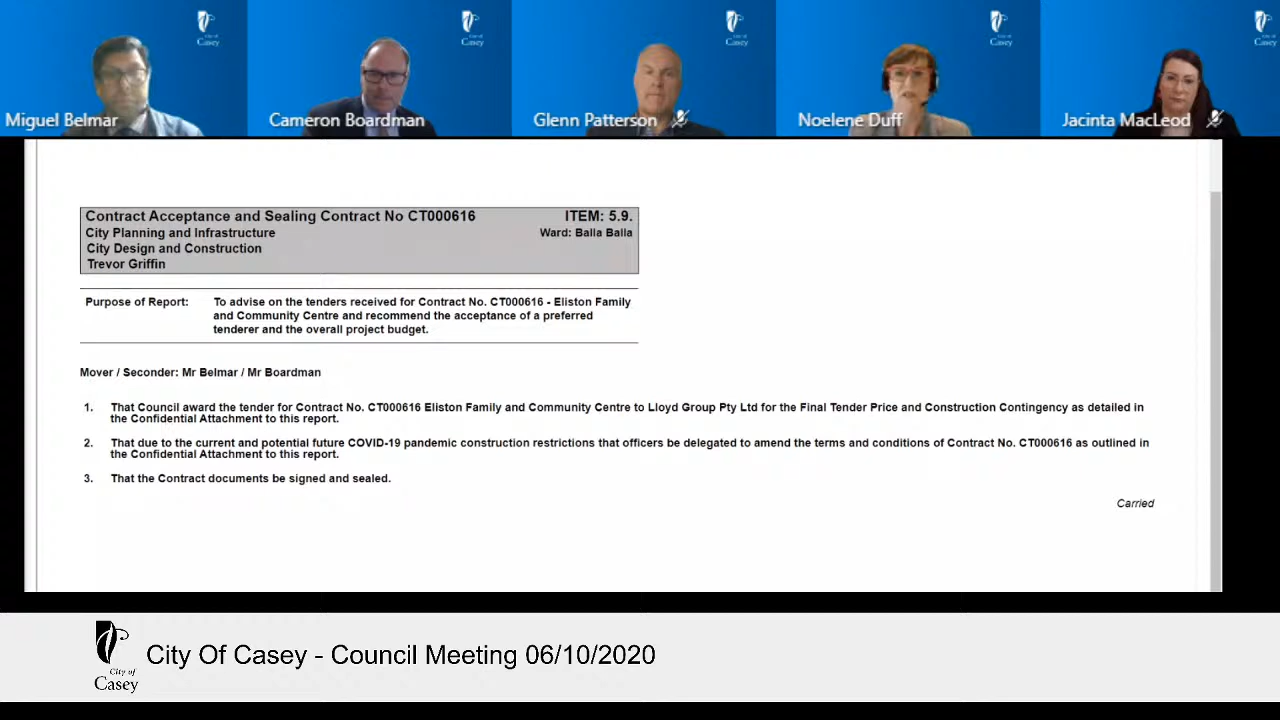 City of
Casey
City of
Casey
City of
Casey
City of
Casey
City of
Casey
Miguel Belmar
Cameron Boardman
Glenn Patterson
Noelene Duff
Jacinta MacLeod
Contract Acceptance and Sealing Contract No CT000616
ITEM: 5.9.
City Planning and Infrastructure
Ward: Balla Balla
City Design and Construction
Trevor Griffin
Purpose of Report:
To advise on the tenders received for Contract No. CT000616 - Eliston Family
and Community Centre and recommend the acceptance of a preferred
tenderer and the overall project budget.
Mover / Seconder: Mr Belmar / Mr Boardman
1. That Council award the tender for Contract No. CT000616 Eliston Family and Community Centre to Lloyd Group Pty Ltd for the Final Tender Price and Construction Contingency as detailed in
the Confidential Attachment to this report.
2. That due to the current and potential future COVID-19 pandemic construction restrictions that officers be delegated to amend the terms and conditions of Contract No. CT000616 as outlined in
the Confidential Attachment to this report.
3. That the Contract documents be signed and sealed.
Carried
City of
Casey
City Of Casey - Council Meeting 06/10/2020